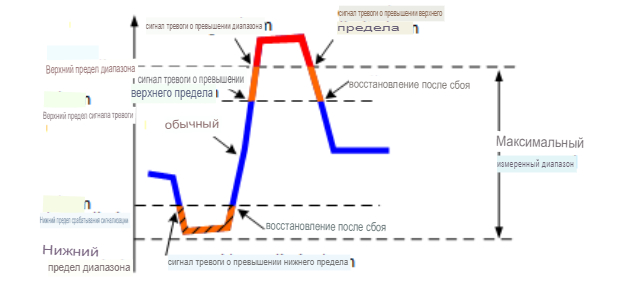 сигнал тревоги о превышении диапазона
сигнал тревоги о превышении верхнего
предела
Верхний предел диапазона
сигнал тревоги о превышении
верхнего предела
восстановление после сбоя
Верхний предел сигнала тревоги
обычный
Максимальный
измеренный диапазон
Нижний предел срабатывания сигнализации
восстановление после сбоя
Нижний
предел диапазона
сигнал тревоги о превышении нижнего предела